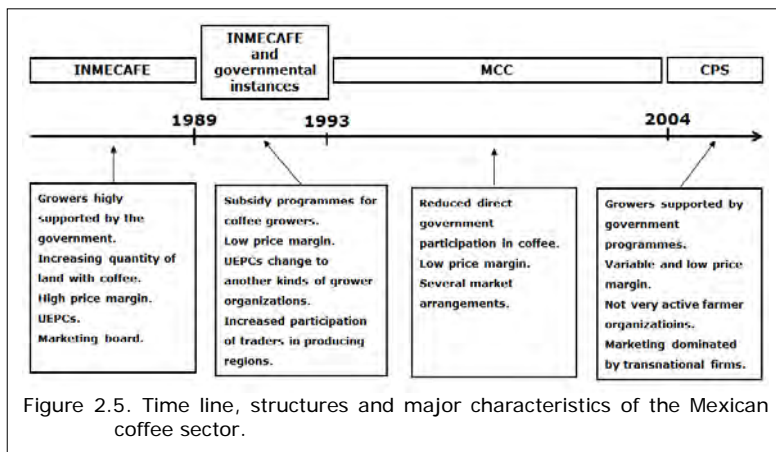 INMECAFE
INMECAFE
and
governmental
instances
MCC
CPS
1989
1993
2004
Growers higly
supported by the
government.
Increasing quantity of
land with coffee.
High price margin.
UEPCs.
Marketing board.
Subsidy programmes for
coffee growers.
Low price margin.
UEPCs change to
another kinds of grower
organizations.
Increased participation
of traders in producing
regions.
Reduced direct
government
participation in coffee.
Low price margin.
Several market
arrangements.
Growers supported by
government
programmes.
Variable and low price
margin.
Not very active farmer
organizatioins.
Marketing dominated
by transnational firms.
Figure 2.5. Time line, structures and major characteristics of the Mexican
coffee sector.